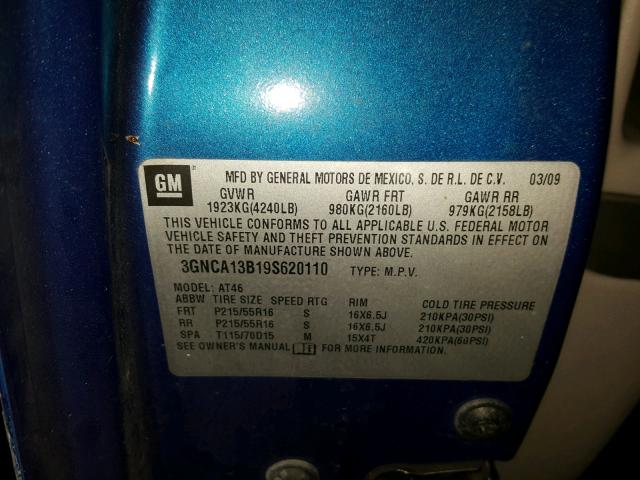 GM
MFD BY GENERAL MOTORS DE MEXICO, S. DE R.L. DE C.V. 03/09
GVWR GAWR FRT GAWR RR
1923KG(4240LB) 980KG(2160LB) 979KG(2158LB)
THIS VEHICLE CONFORMS TO ALL APPLICABLE U.S. FEDERAL MOTOR
VEHICLE SAFETY AND THEFT PREVENTION STANDARDS IN EFFECT ON
THE DATE OF MANUFACTURE SHOWN ABOVE.
3GNCA13B19S620110 TYPE: M.P.V.
MODEL: AT46
ABBW TIRE SIZE SPEED RTG RIM COLD TIRE PRESSURE
FRT P215/55R16 S 16X6.5J 210KPA(30PSI)
RR P215/55R16 S 16X6.5J 210KPA(30PSI)
SPA T115/70D15 M 15X4T 420KPA(60PSI)
SEE OWNER'S MANUAL FOR MORE INFORMATION.